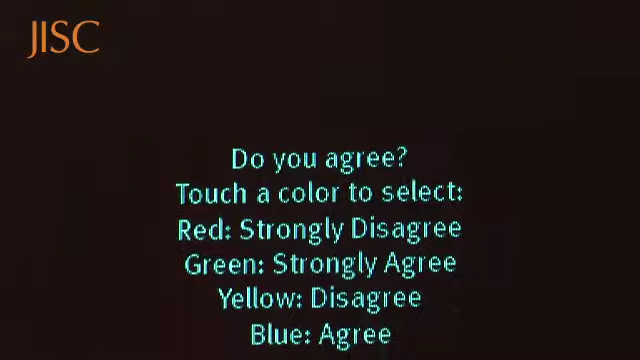 JISC
Do you agree?
Touch a color to select:
Red: Strongly Disagree
Green: Strongly Agree
Yellow: Disagree
Blue: Agree